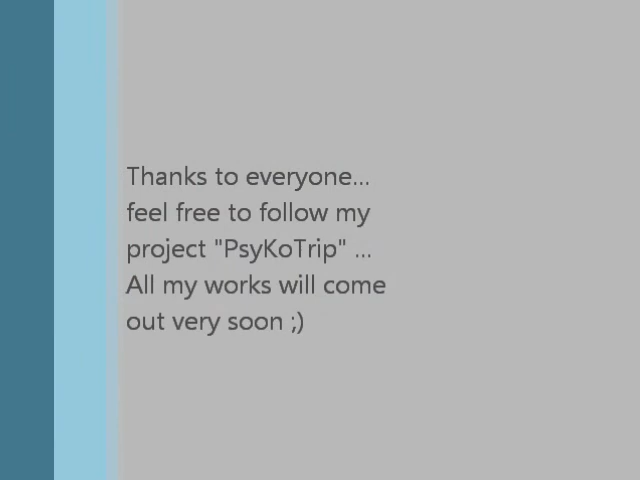 Thanks to everyone...
feel free to follow my
project "PsyKoTrip" ...
All my works will come
out very soon ;)